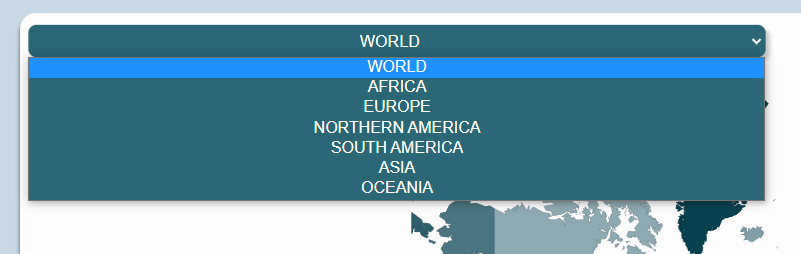 WORLD
WORLD
AFRICA
EUROPE
NORTHERN AMERICA
SOUTH AMERICA
ASIA
OCEANIA